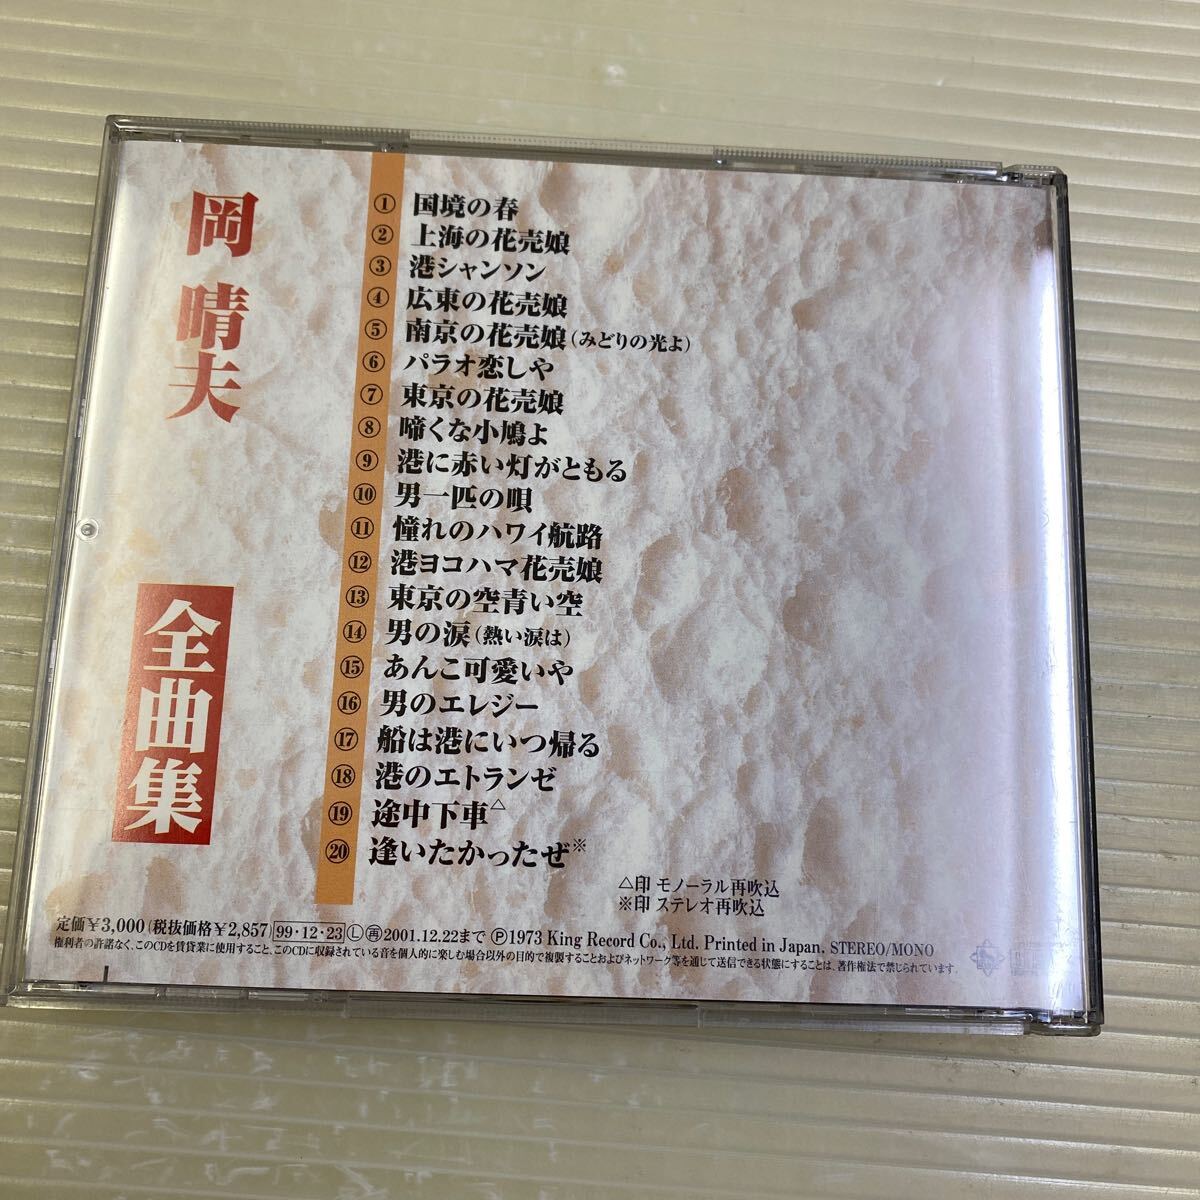 岡 晴夫
全曲集
① 国境の春
② 上海の花売娘
③ 港シャンソン
④ 広東の花売娘
⑤ 南京の花売娘(みどりの光よ)
⑥ パラオ恋しや
⑦ 東京の花売娘
⑧ 啼くな小鳩よ
⑨ 港に赤い灯がともる
⑩ 男一匹の唄
⑪ 憧れのハワイ航路
⑫ 港ヨコハマ花売娘
⑬ 東京の空青い空
⑭ 男の涙(熱い涙は)
⑮ あんこ可愛いや
⑯ 男のエレジー
⑰ 船は港にいつ帰る
⑱ 港のエトランゼ
⑲ 途中下車△
⑳ 逢いたかったぜ※
△印 モノーラル再吹込
※印 ステレオ再吹込
定価¥3,000(税抜価格¥2,857) 99・12・23 Ⓛ㊢2001.12.22まで Ⓟ1973 King Record Co., Ltd. Printed in Japan. STEREO/MONO
権利者の許諾なく、このCDを賃貸業に使用すること、このCDに収録されている音を個人的に楽しむ場合以外の目的で複製することおよびネットワーク等を通じて送信できる状態にすることは、著作権法で禁じられています。